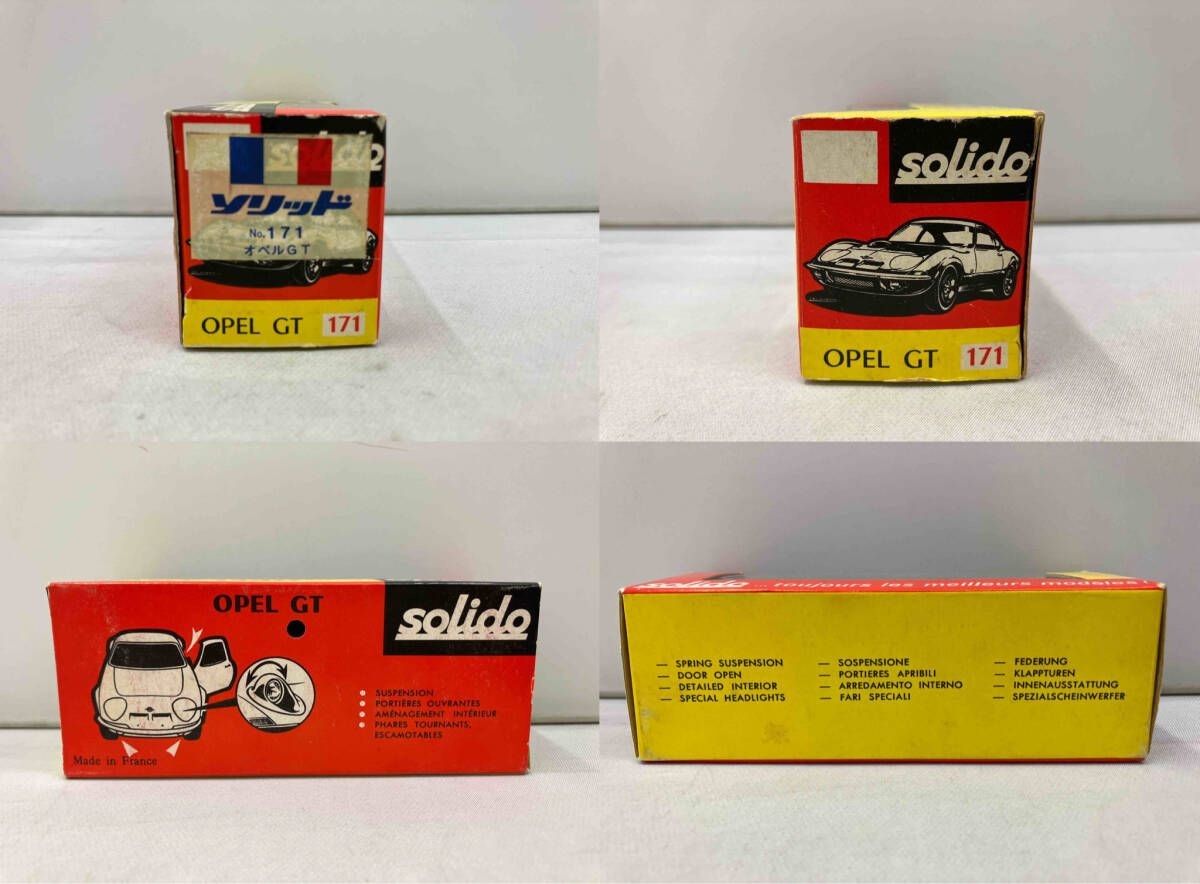 solido
ソリッド
No.171
オペルGT
OPEL GT 171
solido
OPEL GT 171
OPEL GT
solido
SUSPENSION
PORTIÈRES OUVRANTES
AMÉNAGEMENT INTÉRIEUR
PHARES TOURNANTS,
ESCAMOTABLES
Made in France
solido toujours les meilleurs modèles!
— SPRING SUSPENSION
— DOOR OPEN
— DETAILED INTERIOR
— SPECIAL HEADLIGHTS
— SOSPENSIONE
— PORTIERES APRIBILI
— ARREDAMENTO INTERNO
— FARI SPECIALI
— FEDERUNG
— KLAPPTUREN
— INNENAUSSTATTUNG
— SPEZIALSCHEINWERFER